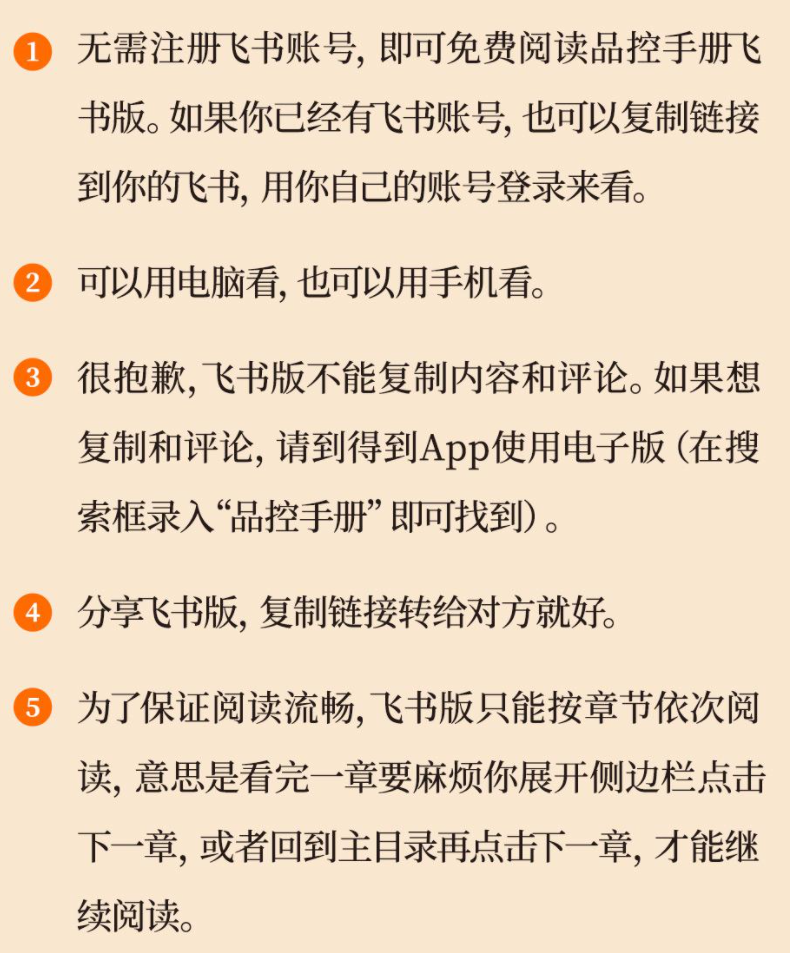 1 无需注册飞书账号, 即可免费阅读品控手册飞
书版。如果你已经有飞书账号, 也可以复制链接
到你的飞书, 用你自己的账号登录来看。
2 可以用电脑看, 也可以用手机看。
3 很抱歉, 飞书版不能复制内容和评论。如果想
复制和评论, 请到得到App使用电子版 (在搜
索框录入“品控手册” 即可找到) 。
4 分享飞书版, 复制链接转给对方就好。
5 为了保证阅读流畅, 飞书版只能按章节依次阅
读, 意思是看完一章要麻烦你展开侧边栏点击
下一章, 或者回到主目录再点击下一章, 才能继
续阅读。